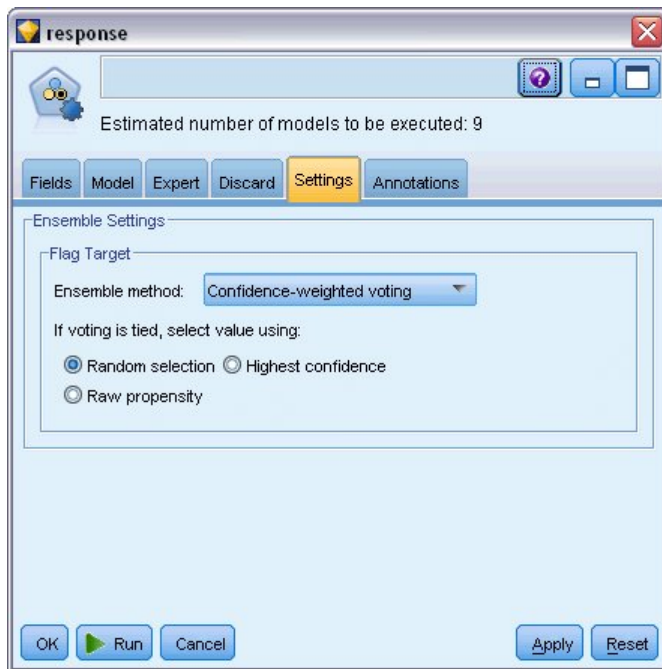 response
?
Estimated number of models to be executed: 9
Fields Model Expert Discard Settings Annotations
Ensemble Settings
Flag Target
Ensemble method: Confidence-weighted voting
If voting is tied, select value using:
Random selection Highest confidence
Raw propensity
OK Run Cancel Apply Reset